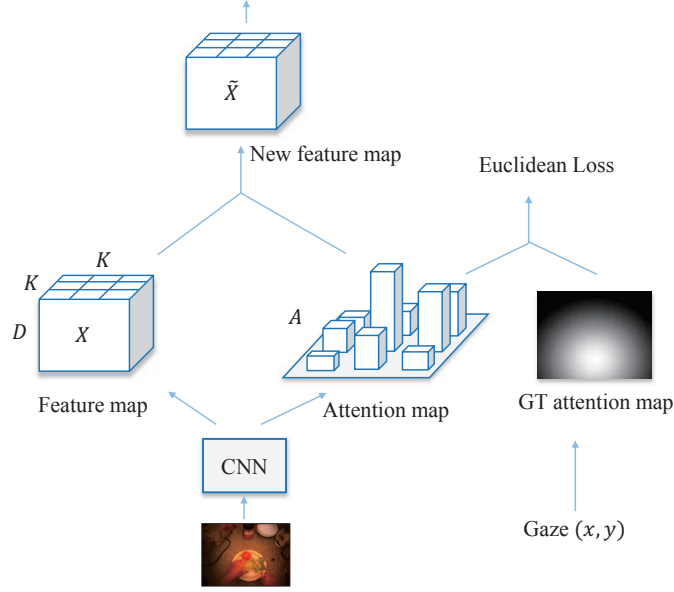 X̃
New feature map
Euclidean Loss
K
K
D
X
A
Feature map
Attention map
GT attention map
CNN
Gaze (x, y)